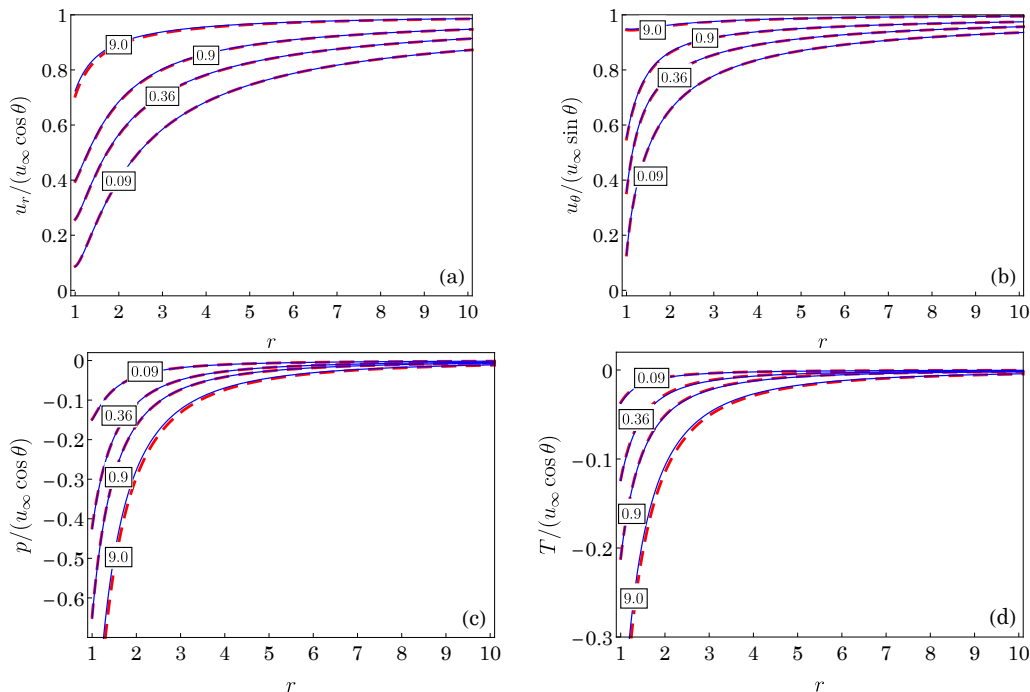 1
0.8
0.6
0.4
0.2
0
u_r/(u_∞ cos θ)
9.0
0.9
0.36
0.09
(a)
1 2 3 4 5 6 7 8 9 10
r
1
0.8
0.6
0.4
0.2
0
u_θ/(u_∞ sin θ)
9.0
0.9
0.36
0.09
(b)
1 2 3 4 5 6 7 8 9 10
r
0
−0.1
−0.2
−0.3
−0.4
−0.5
−0.6
p/(u_∞ cos θ)
0.09
0.36
0.9
9.0
(c)
1 2 3 4 5 6 7 8 9 10
r
0
−0.1
−0.2
−0.3
T/(u_∞ cos θ)
0.09
0.36
0.9
9.0
(d)
1 2 3 4 5 6 7 8 9 10
r